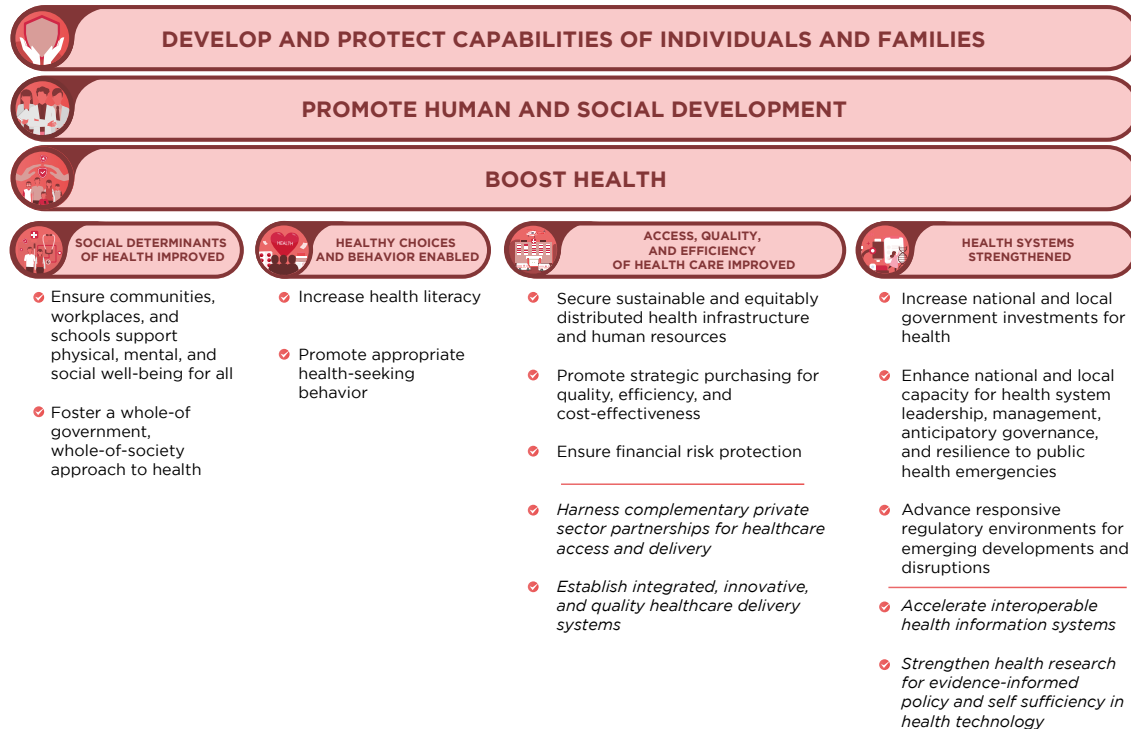 DEVELOP AND PROTECT CAPABILITIES OF INDIVIDUALS AND FAMILIES
PROMOTE HUMAN AND SOCIAL DEVELOPMENT
BOOST HEALTH
SOCIAL DETERMINANTS
OF HEALTH IMPROVED
Ensure communities,
workplaces, and
schools support
physical, mental, and
social well-being for all
Foster a whole-of
government,
whole-of-society
approach to health
HEALTH
HEALTHY CHOICES
AND BEHAVIOR ENABLED
Increase health literacy
Promote appropriate
health-seeking
behavior
ACCESS, QUALITY,
AND EFFICIENCY
OF HEALTH CARE IMPROVED
Secure sustainable and equitably
distributed health infrastructure
and human resources
Promote strategic purchasing for
quality, efficiency, and
cost-effectiveness
Ensure financial risk protection
Harness complementary private
sector partnerships for healthcare
access and delivery
Establish integrated, innovative,
and quality healthcare delivery
systems
HEALTH SYSTEMS
STRENGTHENED
Increase national and local
government investments for
health
Enhance national and local
capacity for health system
leadership, management,
anticipatory governance,
and resilience to public
health emergencies
Advance responsive
regulatory environments for
emerging developments and
disruptions
Accelerate interoperable
health information systems
Strengthen health research
for evidence-informed
policy and self sufficiency in
health technology